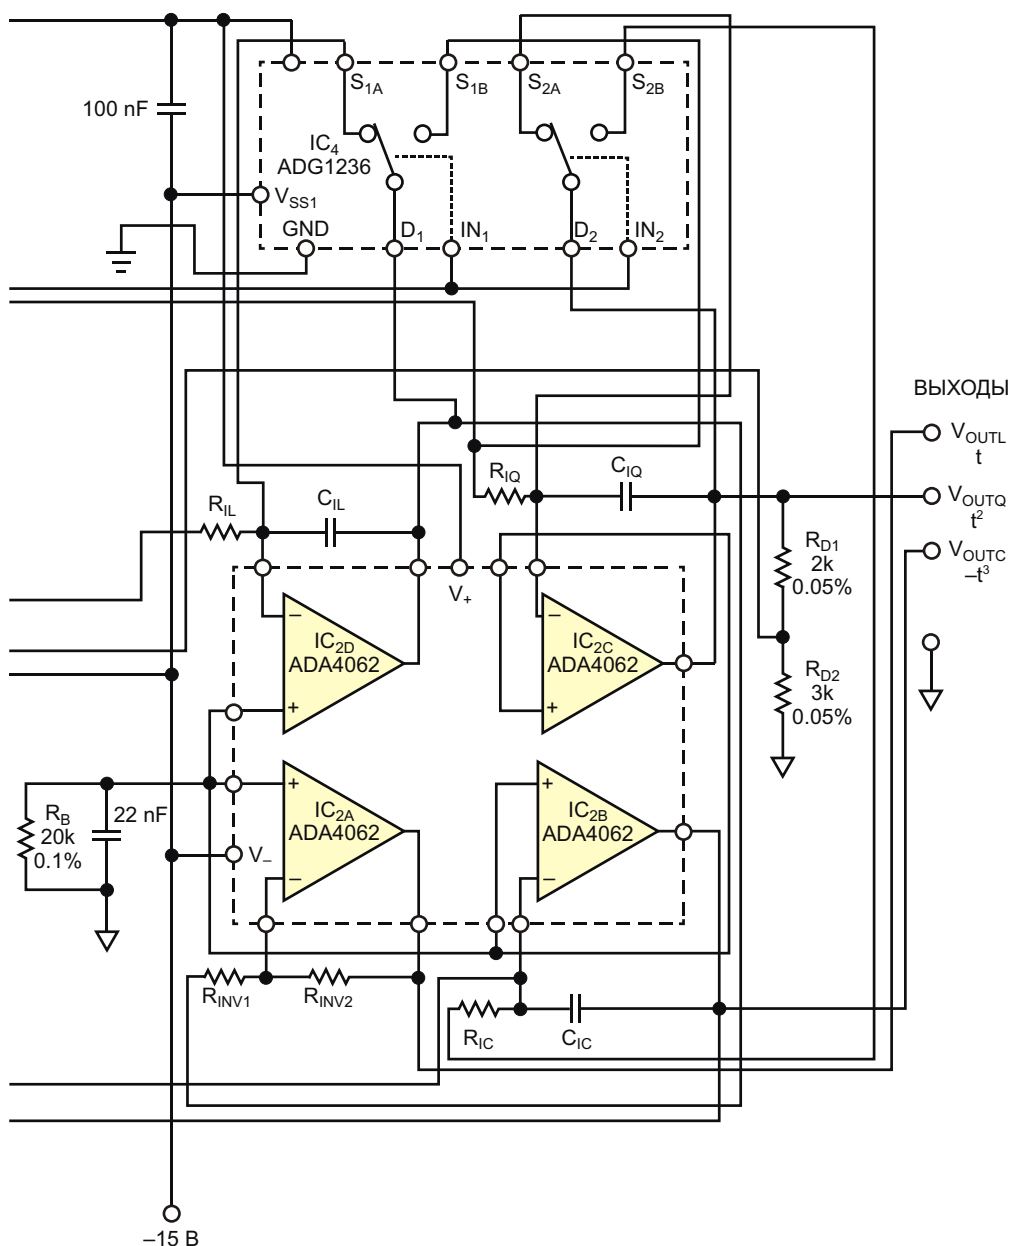 S1A
S1B
S2A
S2B
100 nF
IC4
ADG1236
VSS1
GND
D1
IN1
D2
IN2
ВЫХОДЫ
VOUTL
t
RIQ
CIQ
VOUTQ
t²
RIL
CIL
VOUTC
–t³
RD1
2k
0.05%
V+
–
IC2D
ADA4062
+
–
IC2C
ADA4062
+
RD2
3k
0.05%
RB
20k
0.1%
22 nF
+
IC2A
ADA4062
–
V–
+
IC2B
ADA4062
–
RINV1
RINV2
RIC
CIC
–15 В